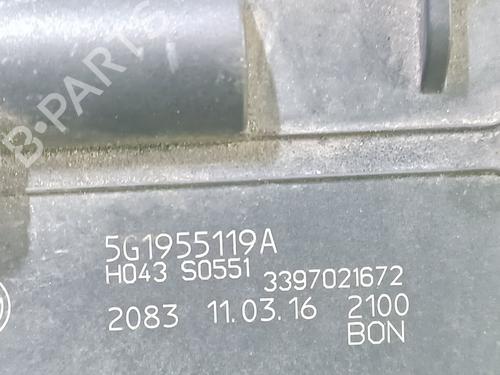 B-PARTS
5G1955119A
H043 S0551 3397021672
2083 11.03.16 2100
BON